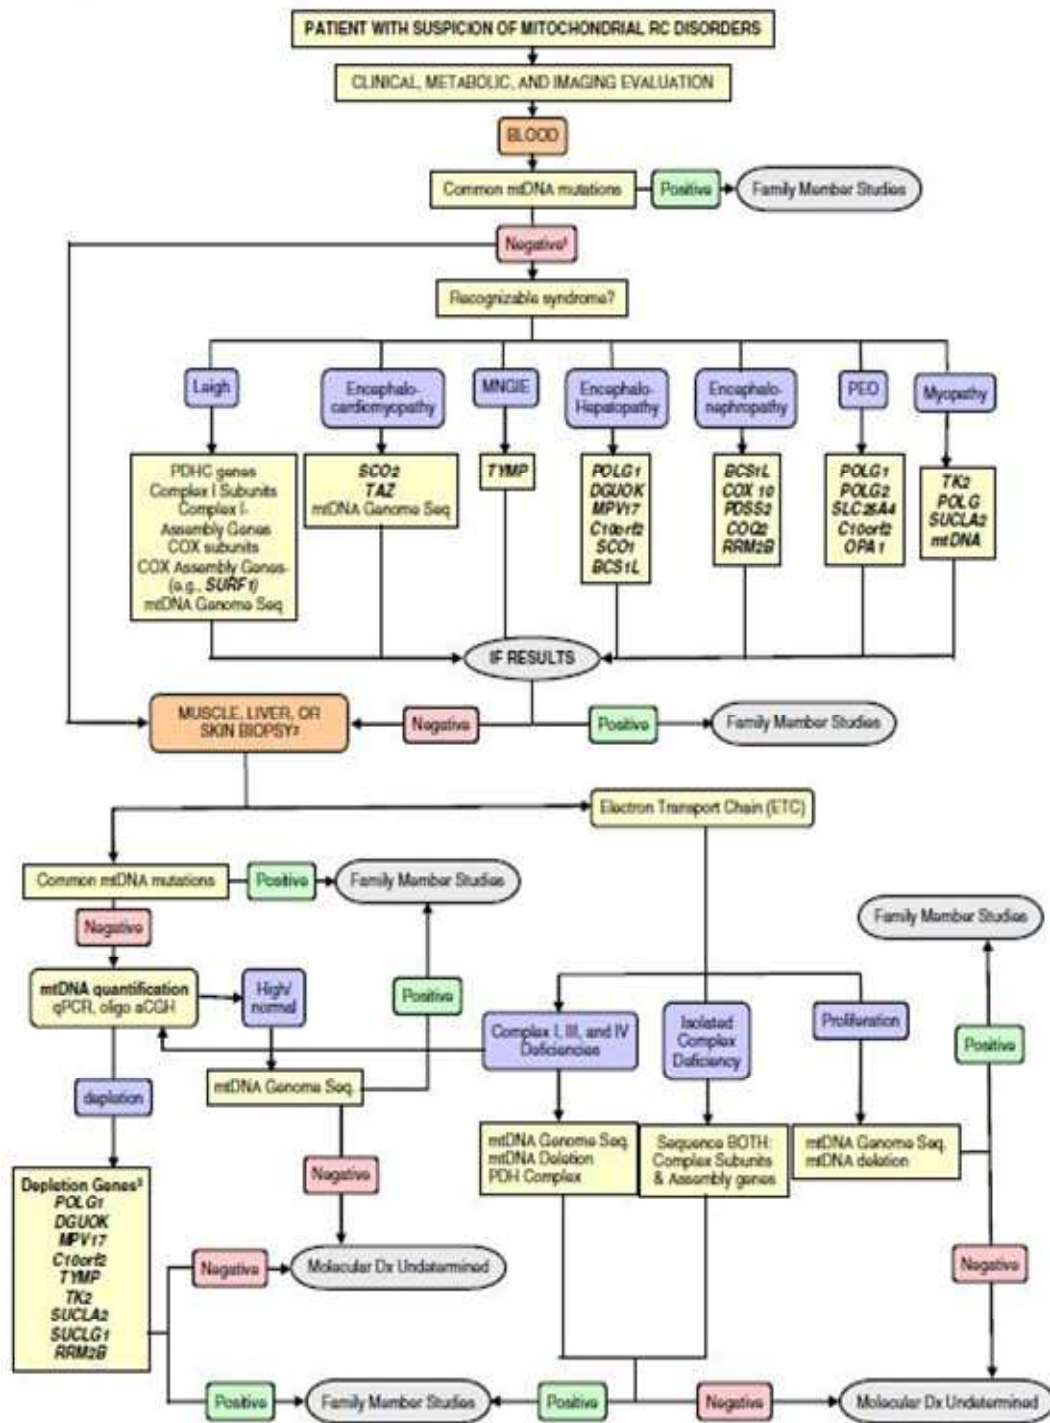 PATIENT WITH SUSPICION OF MITOCHONDRIAL RC DISORDERS
CLINICAL, METABOLIC, AND IMAGING EVALUATION
BLOOD
Common mtDNA mutations
Positive
Family Member Studies
Negative¹
Recognizable syndrome?
Leigh
Encephalo-
cardiomyopathy
MNGIE
Encephalo-
Hepatopathy
Encephalo-
nephropathy
PEO
Myopathy
PDHC genes
Complex I Subunits
Complex I-
Assembly Genes
COX subunits
COX Assembly Genes-
(e.g., SURF1)
mtDNA Genome Seq
SCO2
TAZ
mtDNA Genome Seq
TYMP
POLG1
DGUOK
MPV17
C10orf2
SCO1
BCS1L
BCS1L
COX 10
PDSS2
COQ2
RRM2B
POLG1
POLG2
SLC25A4
C10orf2
OPA1
TK2
POLG
SUCLA2
mtDNA
IF RESULTS
MUSCLE, LIVER, OR
SKIN BIOPSY²
Negative
Positive
Family Member Studies
Electron Transport Chain (ETC)
Common mtDNA mutations
Positive
Family Member Studies
Family Member Studies
Negative
mtDNA quantification
qPCR, oligo aCGH
High/
normal
Positive
Complex I, III, and IV
Deficiencies
Isolated
Complex
Deficiency
Proliferation
Positive
depletion
mtDNA Genome Seq.
mtDNA Genome Seq.
mtDNA Deletion
PDH Complex
Sequence BOTH:
Complex Subunits
& Assembly genes
mtDNA Genome Seq.
mtDNA deletion
Negative
Depletion Genes³
POLG1
DGUOK
MPV17
C10orf2
TYMP
TK2
SUCLA2
SUCLG1
RRM2B
Negative
Molecular Dx Undetermined
Negative
Positive
Family Member Studies
Positive
Negative
Molecular Dx Undetermined